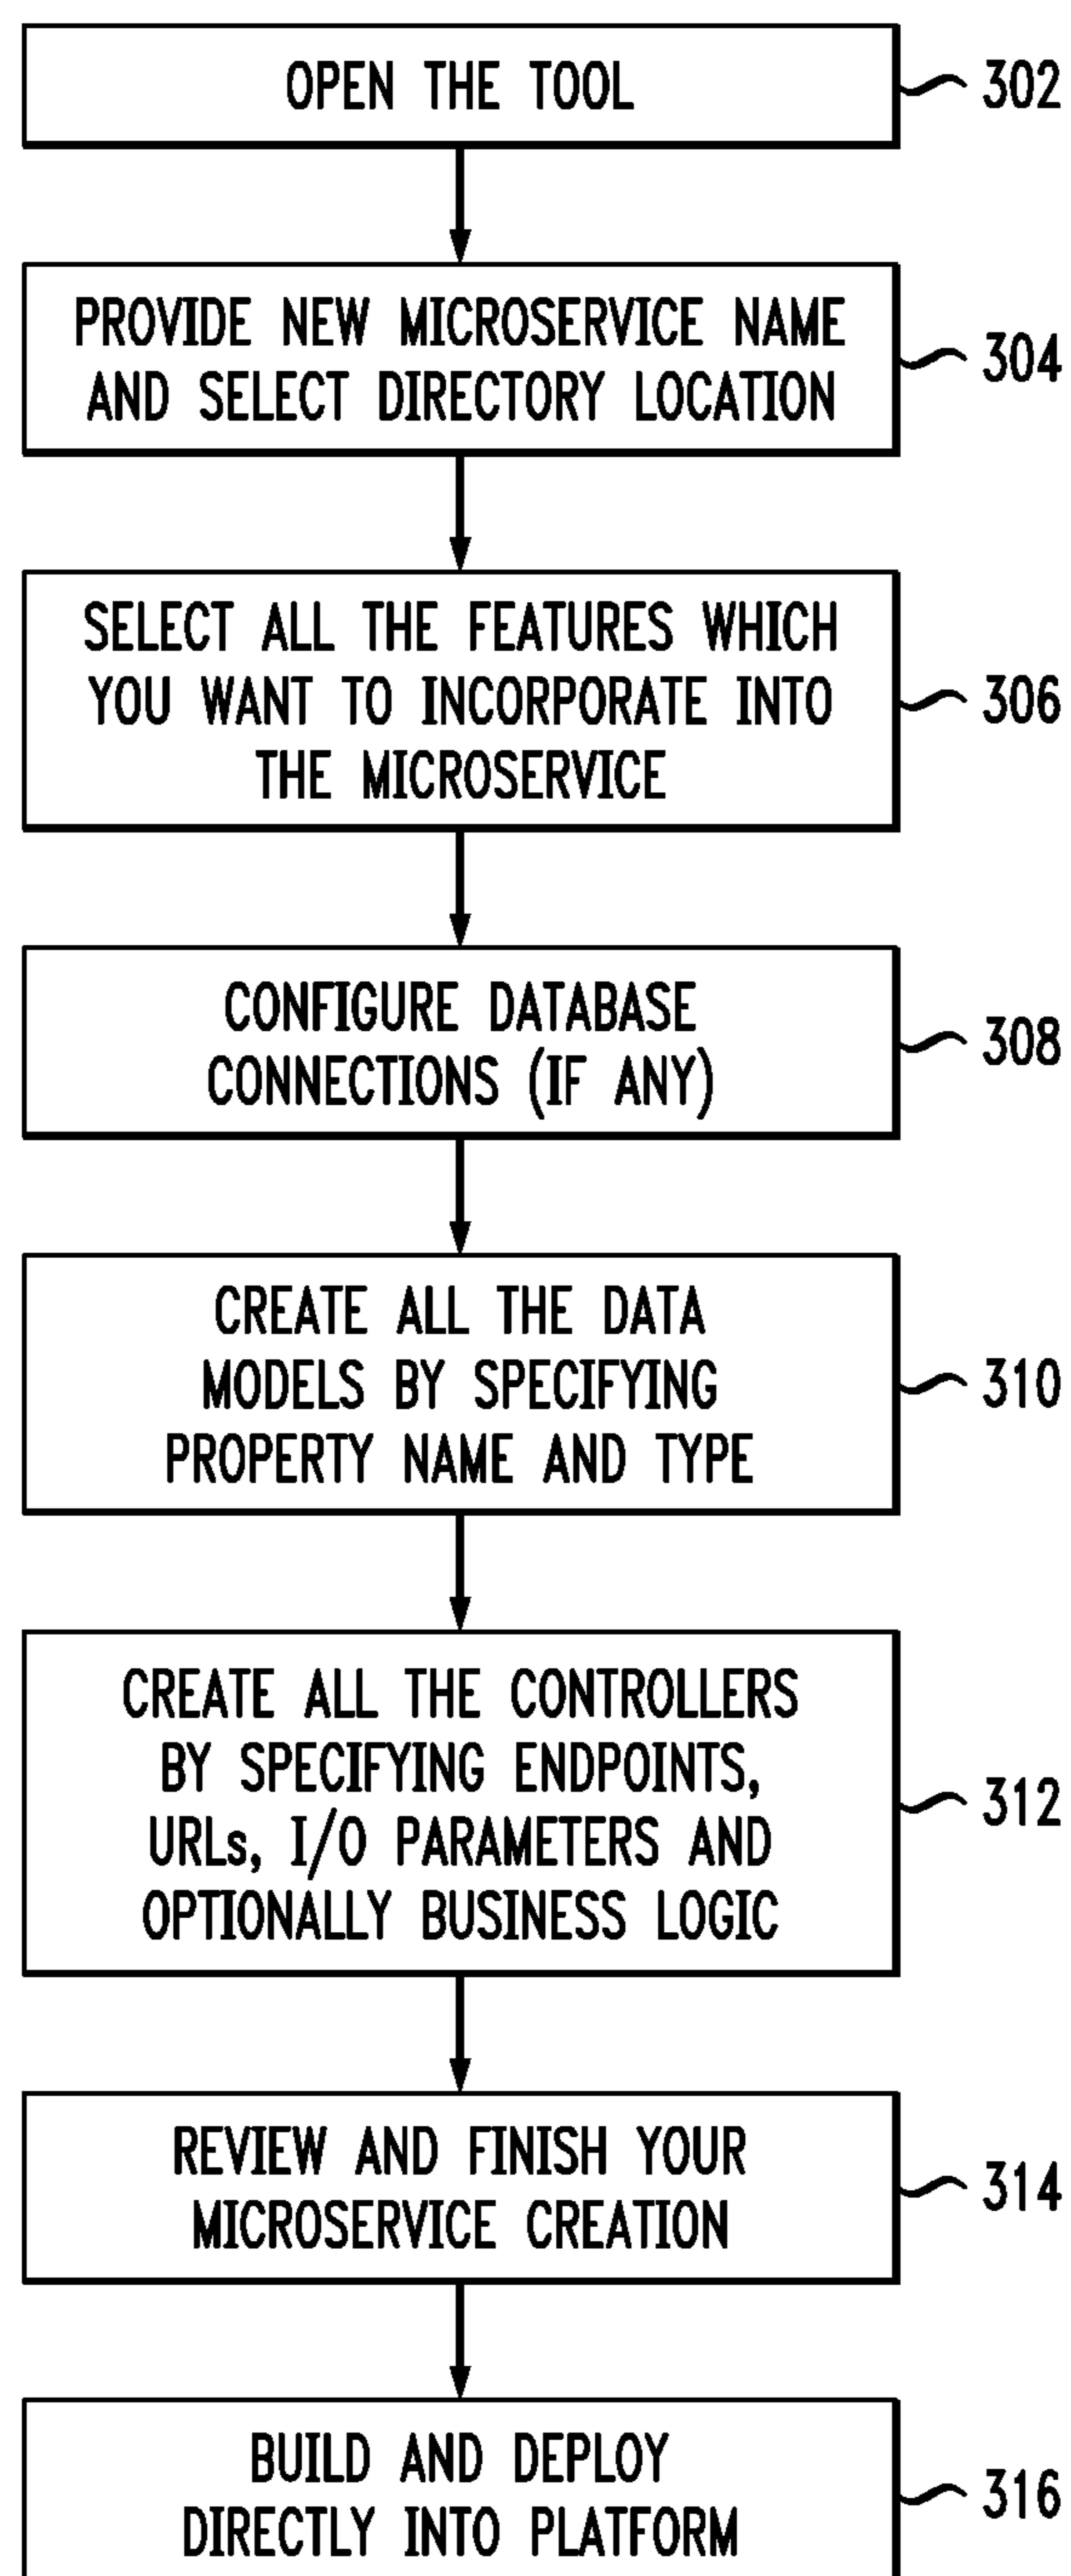 OPEN THE TOOL
302
PROVIDE NEW MICROSERVICE NAME
AND SELECT DIRECTORY LOCATION
304
SELECT ALL THE FEATURES WHICH
YOU WANT TO INCORPORATE INTO
THE MICROSERVICE
306
CONFIGURE DATABASE
CONNECTIONS (IF ANY)
308
CREATE ALL THE DATA
MODELS BY SPECIFYING
PROPERTY NAME AND TYPE
310
CREATE ALL THE CONTROLLERS
BY SPECIFYING ENDPOINTS,
URLs, I/O PARAMETERS AND
OPTIONALLY BUSINESS LOGIC
312
REVIEW AND FINISH YOUR
MICROSERVICE CREATION
314
BUILD AND DEPLOY
DIRECTLY INTO PLATFORM
316